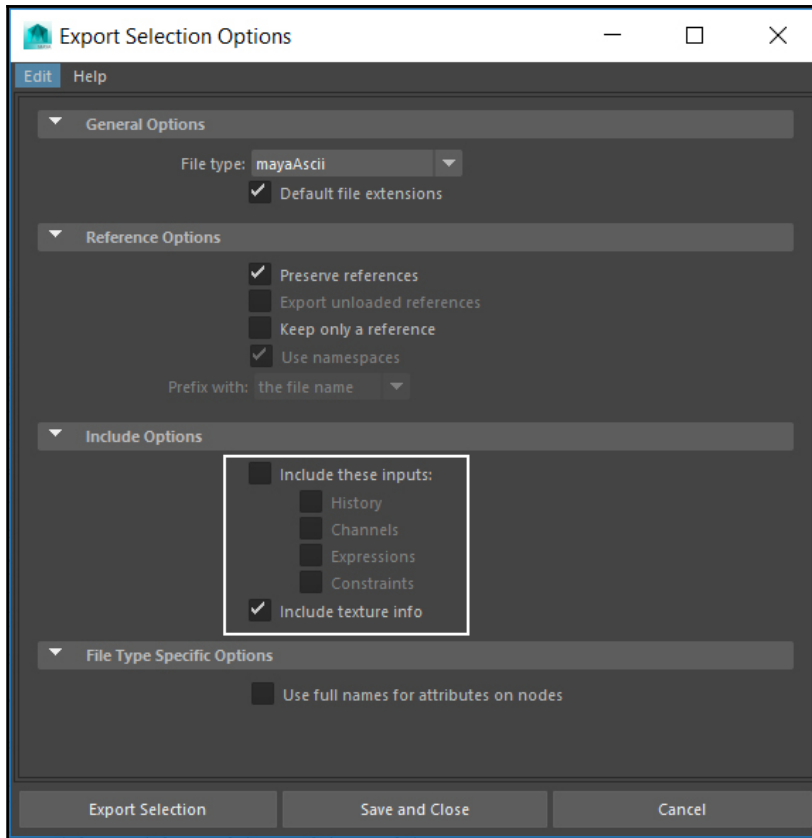 Export Selection Options
Edit Help
General Options
File type: mayaAscii
Default file extensions
Reference Options
Preserve references
Export unloaded references
Keep only a reference
Use namespaces
Prefix with: the file name
Include Options
Include these inputs:
History
Channels
Expressions
Constraints
Include texture info
File Type Specific Options
Use full names for attributes on nodes
Export Selection Save and Close Cancel